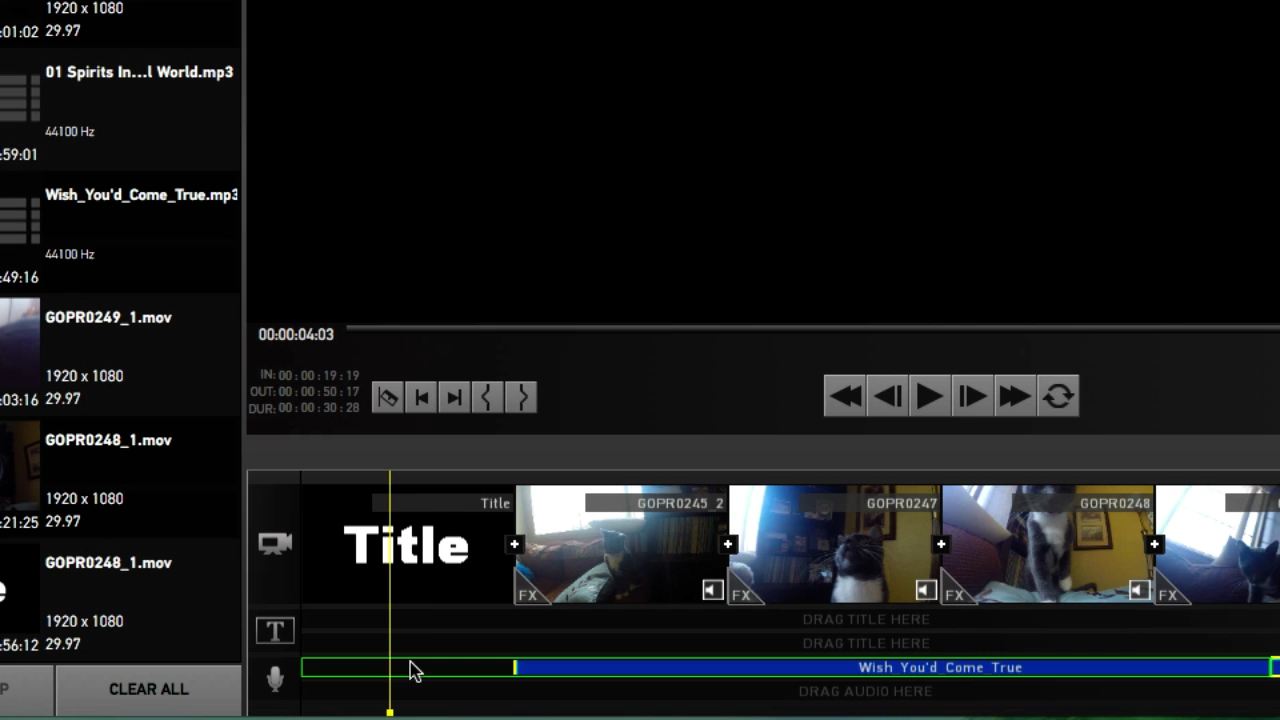 1920 x 1080
:01:02 29.97
01 Spirits In...l World.mp3
44100 Hz
:59:01
Wish_You'd_Come_True.mp3
44100 Hz
:49:16
GOPR0249_1.mov
1920 x 1080
:03:16 29.97
GOPR0248_1.mov
1920 x 1080
:21:25 29.97
GOPR0248_1.mov
e
1920 x 1080
:56:12 29.97
P
CLEAR ALL
00:00:04:03
IN: 00:00:19:19
OUT: 00:00:50:17
DUR: 00:00:30:28
Title
GOPR0245 2
GOPR0247
GOPR0248
Title
FX
FX
FX
FX
DRAG TITLE HERE
T
DRAG TITLE HERE
Wish You'd Come True
DRAG AUDIO HERE